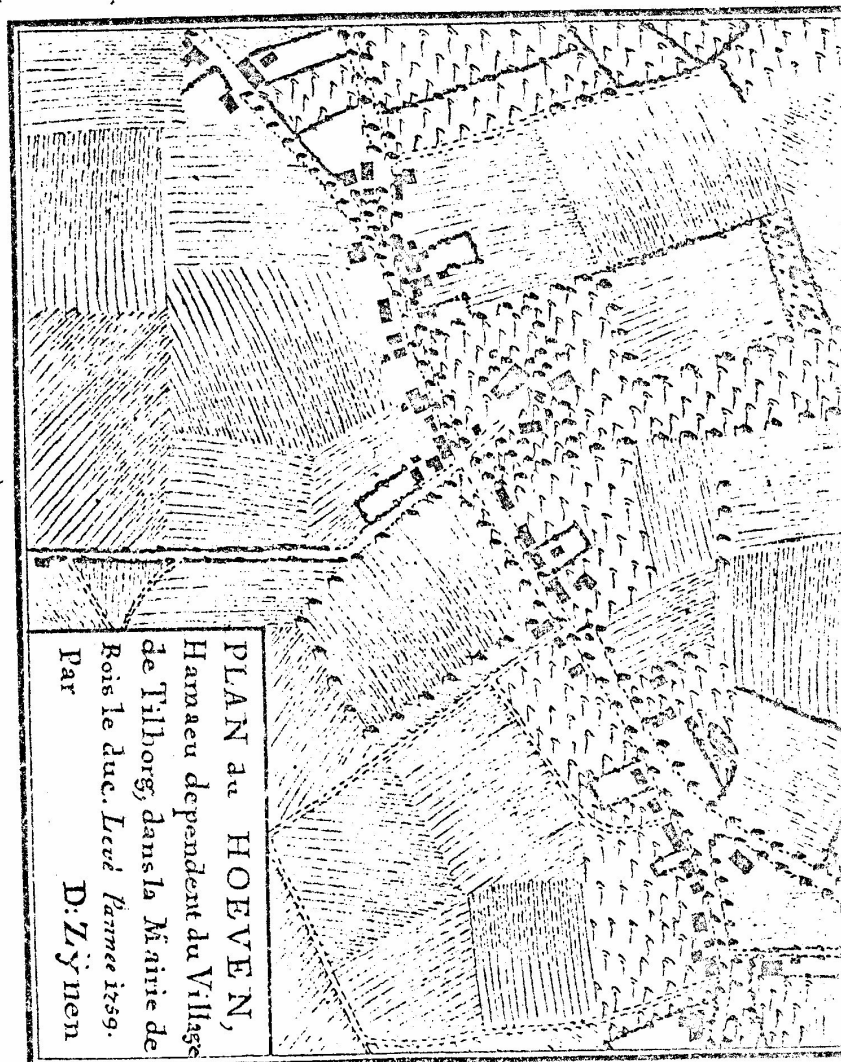 PLAN du HOEVEN,
Hamaeu dependent du Village
de Tilborg, dans la Mairie de
Bois le duc. Levé l'annee 1759.
Par D: Zÿnen